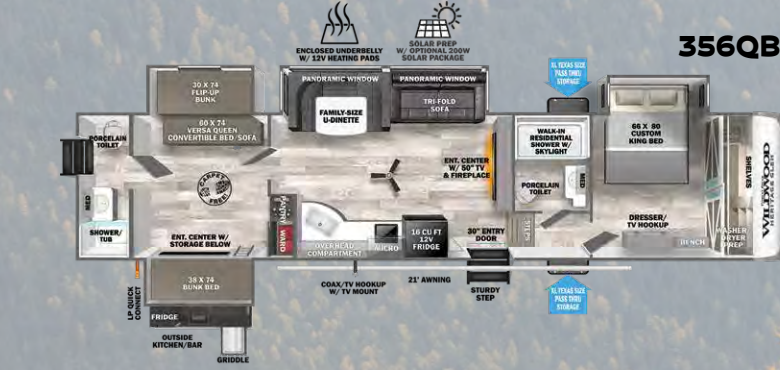 356QB
ENCLOSED UNDERBELLY
W/ 12V HEATING PADS
SOLAR PREP
W/ OPTIONAL 200W
SOLAR PACKAGE
XL TEXAS SIZE
PASS THRU
STORAGE
30 X 74
FLIP-UP
BUNK
60 X 74
VERSA QUEEN
CONVERTIBLE BED/SOFA
PANORAMIC WINDOW
FAMILY-SIZE
U-DINETTE
PANORAMIC WINDOW
TRI-FOLD
SOFA
PORCELAIN
TOILET
CARPET
FREE!
ENT. CENTER
W/ 50" TV
& FIREPLACE
WALK-IN
RESIDENTIAL
SHOWER W/
SKYLIGHT
PORCELAIN
TOILET
MED
66 X 80
CUSTOM
KING BED
SHELVES
WILDWOOD
HERITAGE GLEN
MED
SHOWER/
TUB
ENT. CENTER W/
STORAGE BELOW
PANTRY
WARD
OVERHEAD
COMPARTMENT
MICRO
16 CU FT
12V
FRIDGE
30" ENTRY
DOOR
STEPS
DRESSER/
TV HOOKUP
BENCH
WASHER
DRYER
PREP
LP QUICK
CONNECT
35 X 74
BUNK BED
FRIDGE
OUTSIDE
KITCHEN/BAR
GRIDDLE
COAX/TV HOOKUP
W/ TV MOUNT
21' AWNING
STURDY
STEP
XL TEXAS SIZE
PASS THRU
STORAGE